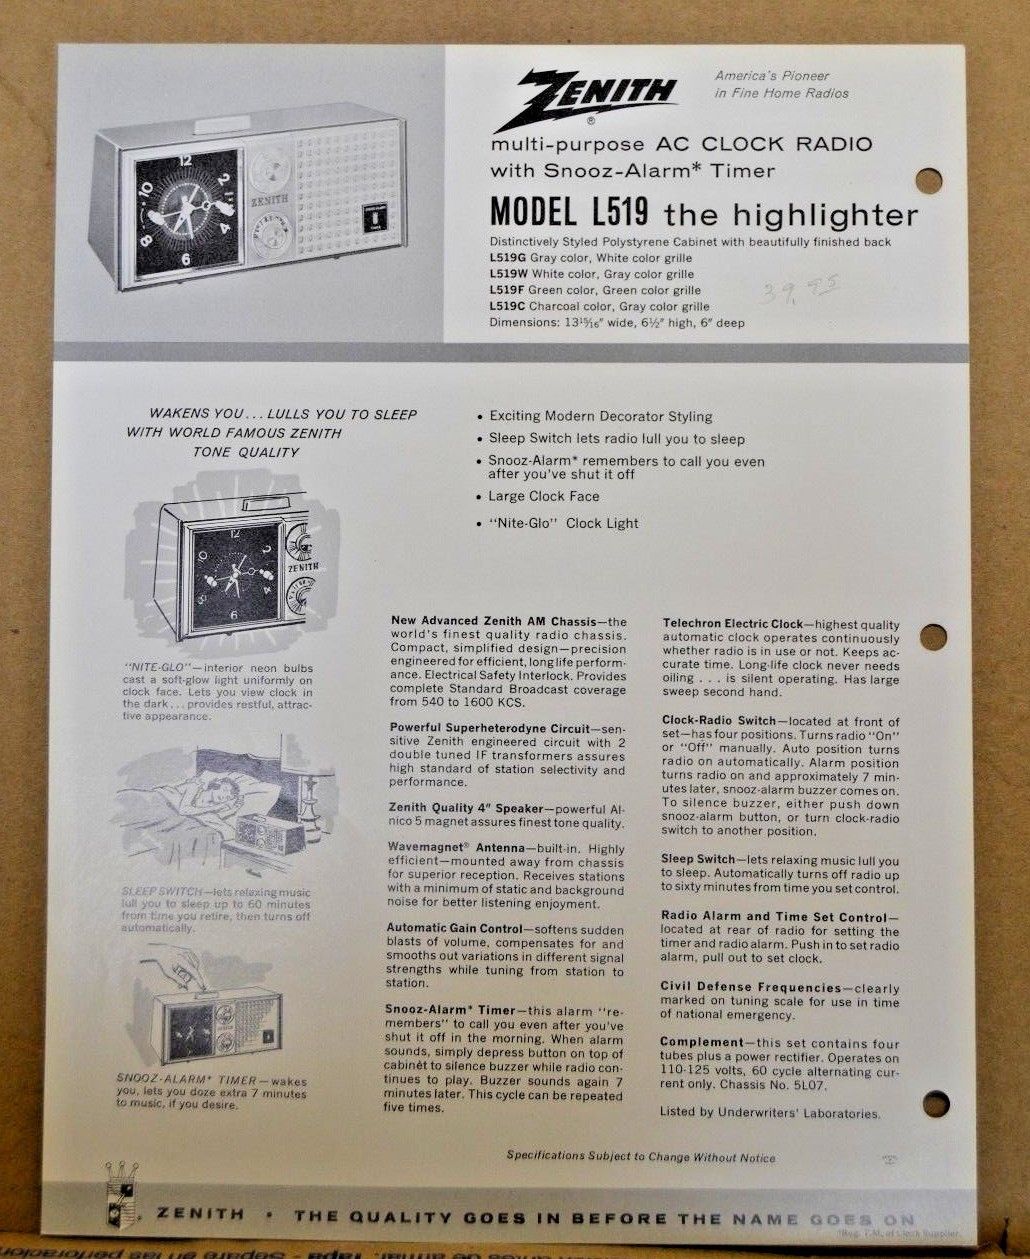 ZENITH
®
America's Pioneer
in Fine Home Radios
multi-purpose AC CLOCK RADIO
with Snooz-Alarm* Timer
MODEL L519 the highlighter
Distinctively Styled Polystyrene Cabinet with beautifully finished back
L519G Gray color, White color grille
L519W White color, Gray color grille
L519F Green color, Green color grille
L519C Charcoal color, Gray color grille
Dimensions: 13¹⁵⁄₁₆" wide, 6½" high, 6" deep
39.95
12
2
4
6
8
10
ZENITH
WAKENS YOU...LULLS YOU TO SLEEP
WITH WORLD FAMOUS ZENITH
TONE QUALITY
• Exciting Modern Decorator Styling
• Sleep Switch lets radio lull you to sleep
• Snooz-Alarm* remembers to call you even
after you've shut it off
• Large Clock Face
• "Nite-Glo" Clock Light
ZENITH
"NITE-GLO"—interior neon bulbs
cast a soft-glow light uniformly on
clock face. Lets you view clock in
the dark...provides restful, attrac-
tive appearance.
SLEEP SWITCH—lets relaxing music
lull you to sleep up to 60 minutes
from time you retire, then turns off
automatically.
SNOOZ-ALARM* TIMER—wakes
you, lets you doze extra 7 minutes
to music, if you desire.
New Advanced Zenith AM Chassis—the
world's finest quality radio chassis.
Compact, simplified design—precision
engineered for efficient, long life perform-
ance. Electrical Safety Interlock. Provides
complete Standard Broadcast coverage
from 540 to 1600 KCS.
Powerful Superheterodyne Circuit—sen-
sitive Zenith engineered circuit with 2
double tuned IF transformers assures
high standard of station selectivity and
performance.
Zenith Quality 4" Speaker—powerful Al-
nico 5 magnet assures finest tone quality.
Wavemagnet® Antenna—built-in. Highly
efficient—mounted away from chassis
for superior reception. Receives stations
with a minimum of static and background
noise for better listening enjoyment.
Automatic Gain Control—softens sudden
blasts of volume, compensates for and
smooths out variations in different signal
strengths while tuning from station to
station.
Snooz-Alarm* Timer—this alarm "re-
members" to call you even after you've
shut it off in the morning. When alarm
sounds, simply depress button on top of
cabinet to silence buzzer while radio con-
tinues to play. Buzzer sounds again 7
minutes later. This cycle can be repeated
five times.
Telechron Electric Clock—highest quality
automatic clock operates continuously
whether radio is in use or not. Keeps ac-
curate time. Long-life clock never needs
oiling . . . is silent operating. Has large
sweep second hand.
Clock-Radio Switch—located at front of
set—has four positions. Turns radio "On"
or "Off" manually. Auto position turns
radio on automatically. Alarm position
turns radio on and approximately 7 min-
utes later, snooz-alarm buzzer comes on.
To silence buzzer, either push down
snooz-alarm button, or turn clock-radio
switch to another position.
Sleep Switch—lets relaxing music lull you
to sleep. Automatically turns off radio up
to sixty minutes from time you set control.
Radio Alarm and Time Set Control—
located at rear of radio for setting the
timer and radio alarm. Push in to set radio
alarm, pull out to set clock.
Civil Defense Frequencies—clearly
marked on tuning scale for use in time
of national emergency.
Complement—this set contains four
tubes plus a power rectifier. Operates on
110-125 volts, 60 cycle alternating cur-
rent only. Chassis No. 5L07.
Listed by Underwriters' Laboratories.
Specifications Subject to Change Without Notice
ZENITH • THE QUALITY GOES IN BEFORE THE NAME GOES ON
*Reg. T.M. of Clock Supplier.